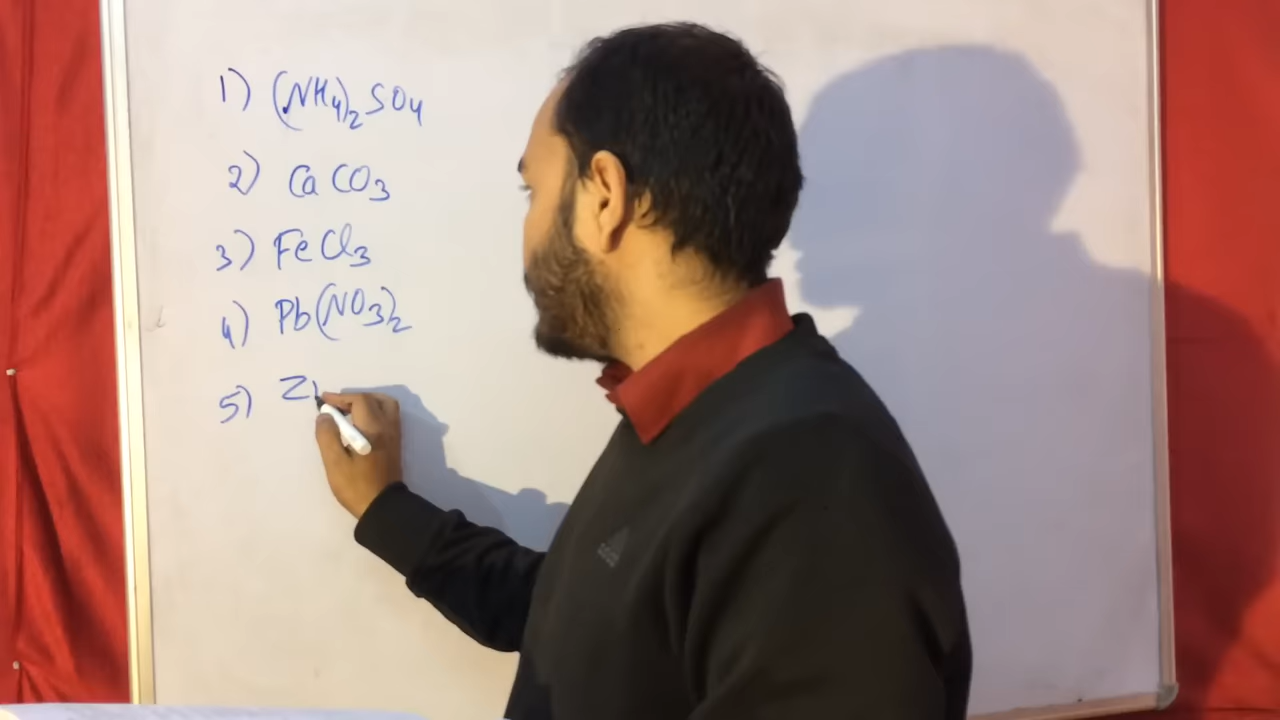 1) (NH4)2 SO4
2) CaCO3
3) FeCl3
4) Pb(NO3)2
5) Z